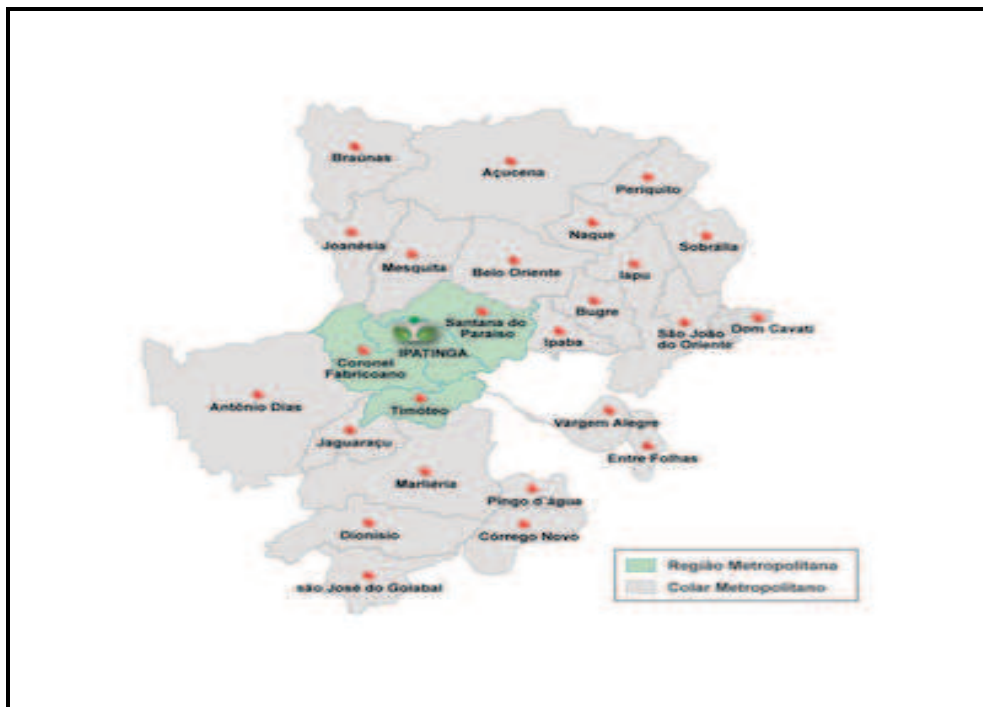 Braúnas
Açucena
Periquito
Naque
Joanésia
Sobrália
Mesquita
Belo Oriente
Iapu
Bugre
Santana do
Paraíso
São João
do Oriente
Dom Cavati
Ipaba
IPATINGA
Coronel
Fabriciano
Antônio Dias
Timóteo
Vargem Alegre
Jaguaraçu
Entre Folhas
Marliéria
Pingo d'água
Dionísio
Córrego Novo
são José do Goiabal
Região Metropolitana
Colar Metropolitano